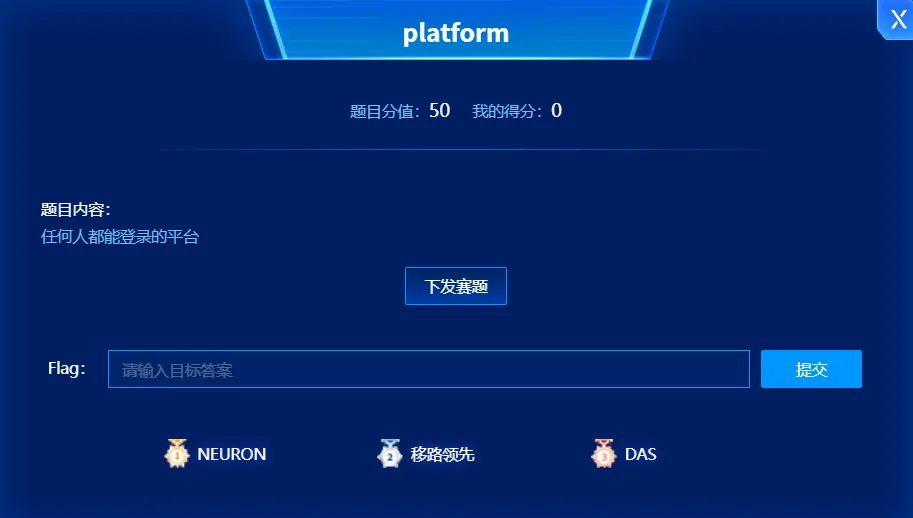 platform
X
题目分值：50 我的得分：0
题目内容：
任何人都能登录的平台
下发赛题
Flag： 请输入目标答案 提交
1 NEURON 2 移路领先 3 DAS